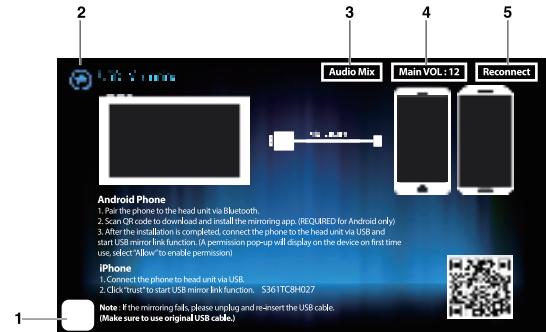 2 3 4 5
Audio Mix Main VOL : 12 Reconnect
Android Phone
1. Pair the phone to the head unit via Bluetooth.
2. Scan QR code to download and install the mirroring app. (REQUIRED for Android only)
3. After the installation is completed, connect the phone to the head unit via USB and
start USB mirror link function. (A permission pop-up will display on the device on first time
use, select "Allow" to enable permission)
iPhone
1. Connect the phone to head unit via USB.
2. Click "trust" to start USB mirror link function. S361TC8H027
Note : If the mirroring fails, please unplug and re-insert the USB cable.
1 (Make sure to use original USB cable.)